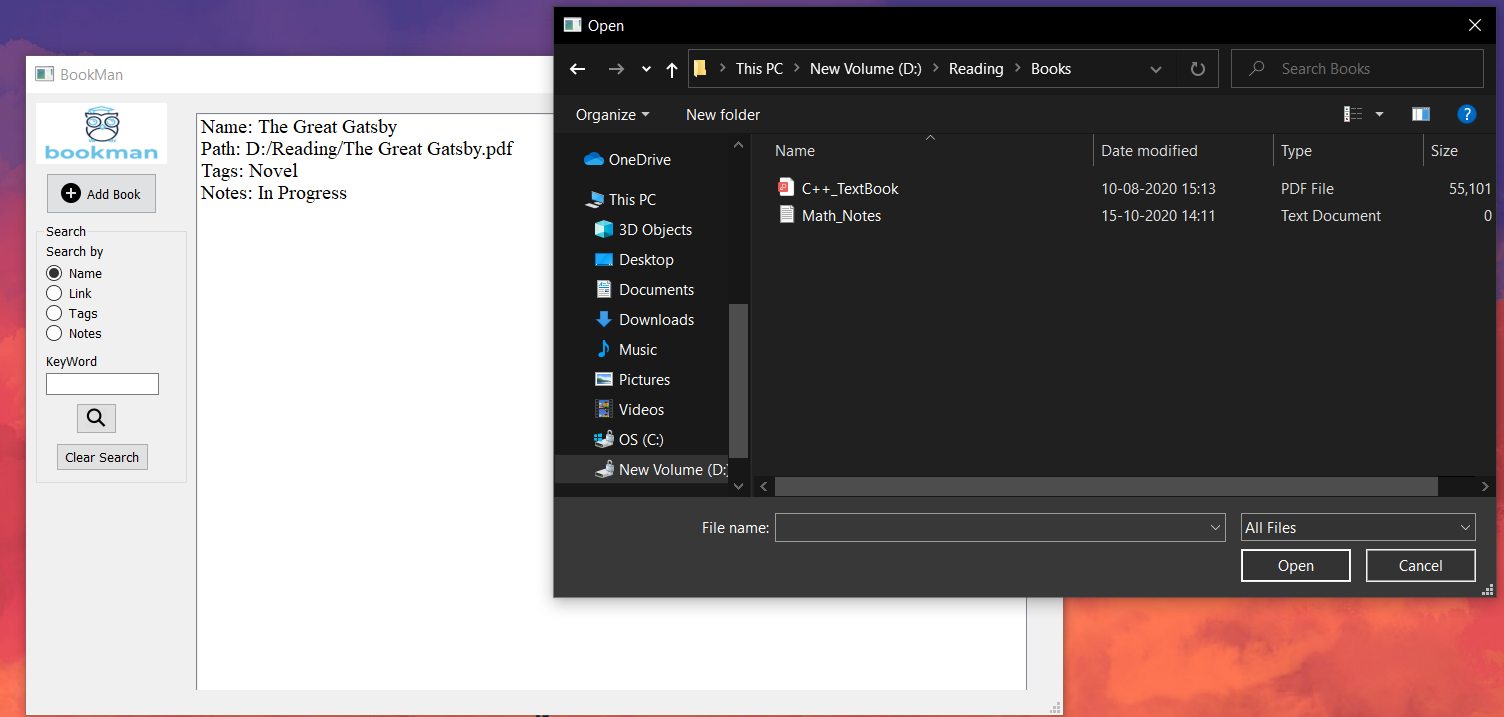 BookMan
bookman
Add Book
Search
Search by
Name
Link
Tags
Notes
KeyWord
Clear Search
Name: The Great Gatsby
Path: D:/Reading/The Great Gatsby.pdf
Tags: Novel
Notes: In Progress
Open
This PC > New Volume (D:) > Reading > Books
Search Books
Organize
New folder
?
OneDrive
This PC
3D Objects
Desktop
Documents
Downloads
Music
Pictures
Videos
OS (C:)
New Volume (D:)
Name Date modified Type Size
C++_TextBook 10-08-2020 15:13 PDF File 55,101
Math_Notes 15-10-2020 14:11 Text Document 0
File name:
All Files
Open
Cancel